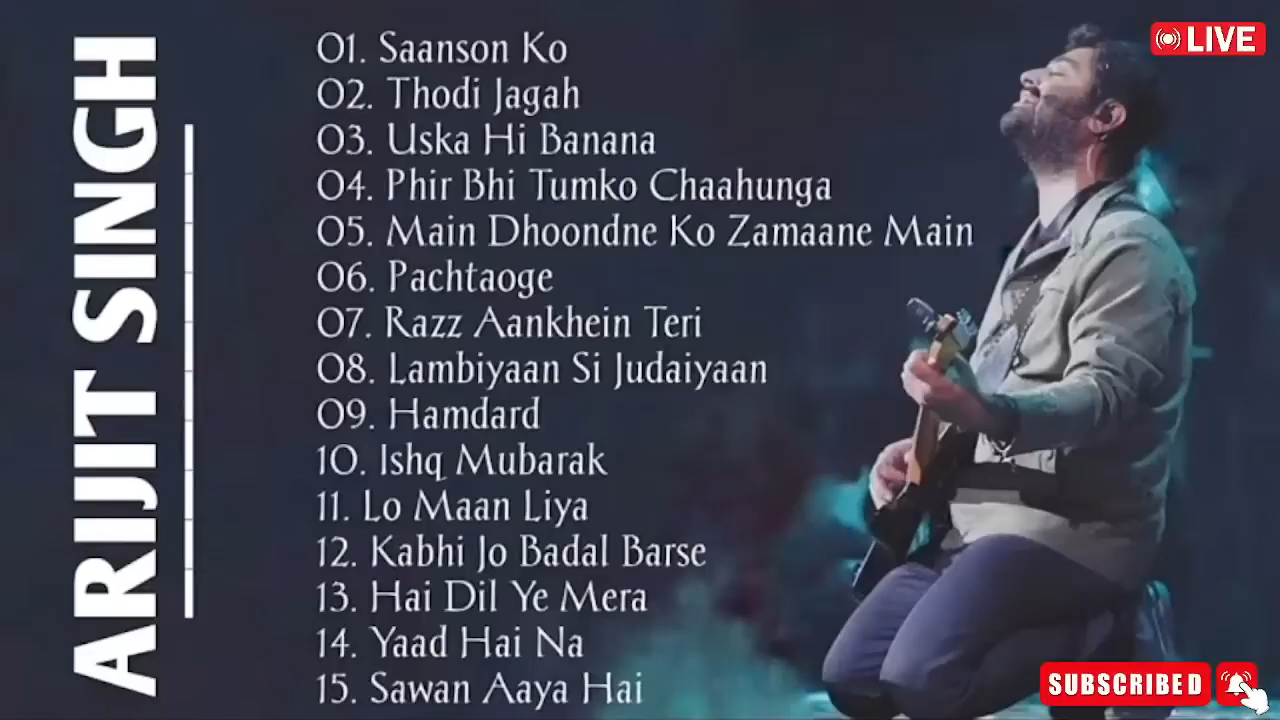 ARIJIT SINGH
01. Saanson Ko
02. Thodi Jagah
03. Uska Hi Banana
04. Phir Bhi Tumko Chaahunga
05. Main Dhoondne Ko Zamaane Main
06. Pachtaoge
07. Razz Aankhein Teri
08. Lambiyaan Si Judaiyaan
09. Hamdard
10. Ishq Mubarak
11. Lo Maan Liya
12. Kabhi Jo Badal Barse
13. Hai Dil Ye Mera
14. Yaad Hai Na
15. Sawan Aaya Hai
LIVE
SUBSCRIBED